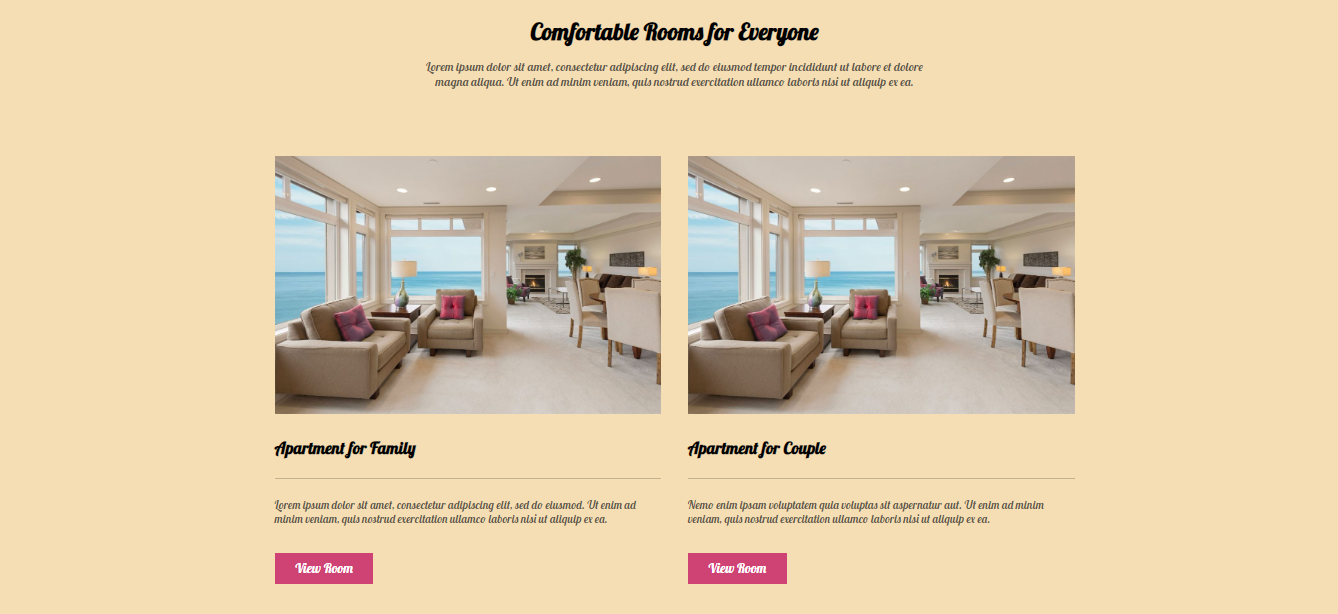 Comfortable Rooms for Everyone
Lorem ipsum dolor sit amet, consectetur adipiscing elit, sed do eiusmod tempor incididunt ut labore et dolore
magna aliqua. Ut enim ad minim veniam, quis nostrud exercitation ullamco laboris nisi ut aliquip ex ea.
Apartment for Family
Lorem ipsum dolor sit amet, consectetur adipiscing elit, sed do eiusmod. Ut enim ad
minim veniam, quis nostrud exercitation ullamco laboris nisi ut aliquip ex ea.
View Room
Apartment for Couple
Nemo enim ipsam voluptatem quia voluptas sit aspernatur aut. Ut enim ad minim
veniam, quis nostrud exercitation ullamco laboris nisi ut aliquip ex ea.
View Room